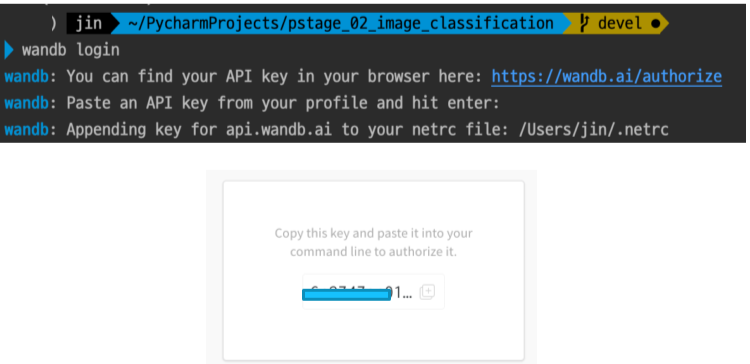 ) jin ~/PycharmProjects/pstage_02_image_classification devel ●
wandb login
wandb: You can find your API key in your browser here: https://wandb.ai/authorize
wandb: Paste an API key from your profile and hit enter:
wandb: Appending key for api.wandb.ai to your netrc file: /Users/jin/.netrc
Copy this key and paste it into your
command line to authorize it.